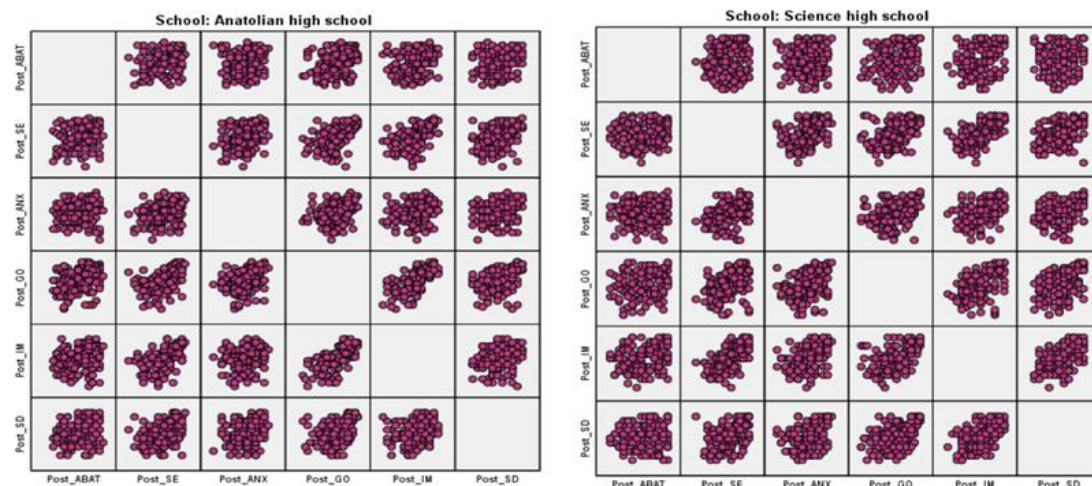 School: Anatolian high school
Post_ABAT
Post_SE
Post_ANX
Post_GO
Post_IM
Post_SD
Post_ABAT Post_SE Post_ANX Post_GO Post_IM Post_SD
School: Science high school
Post_ABAT
Post_SE
Post_ANX
Post_GO
Post_IM
Post_SD
Post_ABAT Post_SE Post_ANX Post_GO Post_IM Post_SD